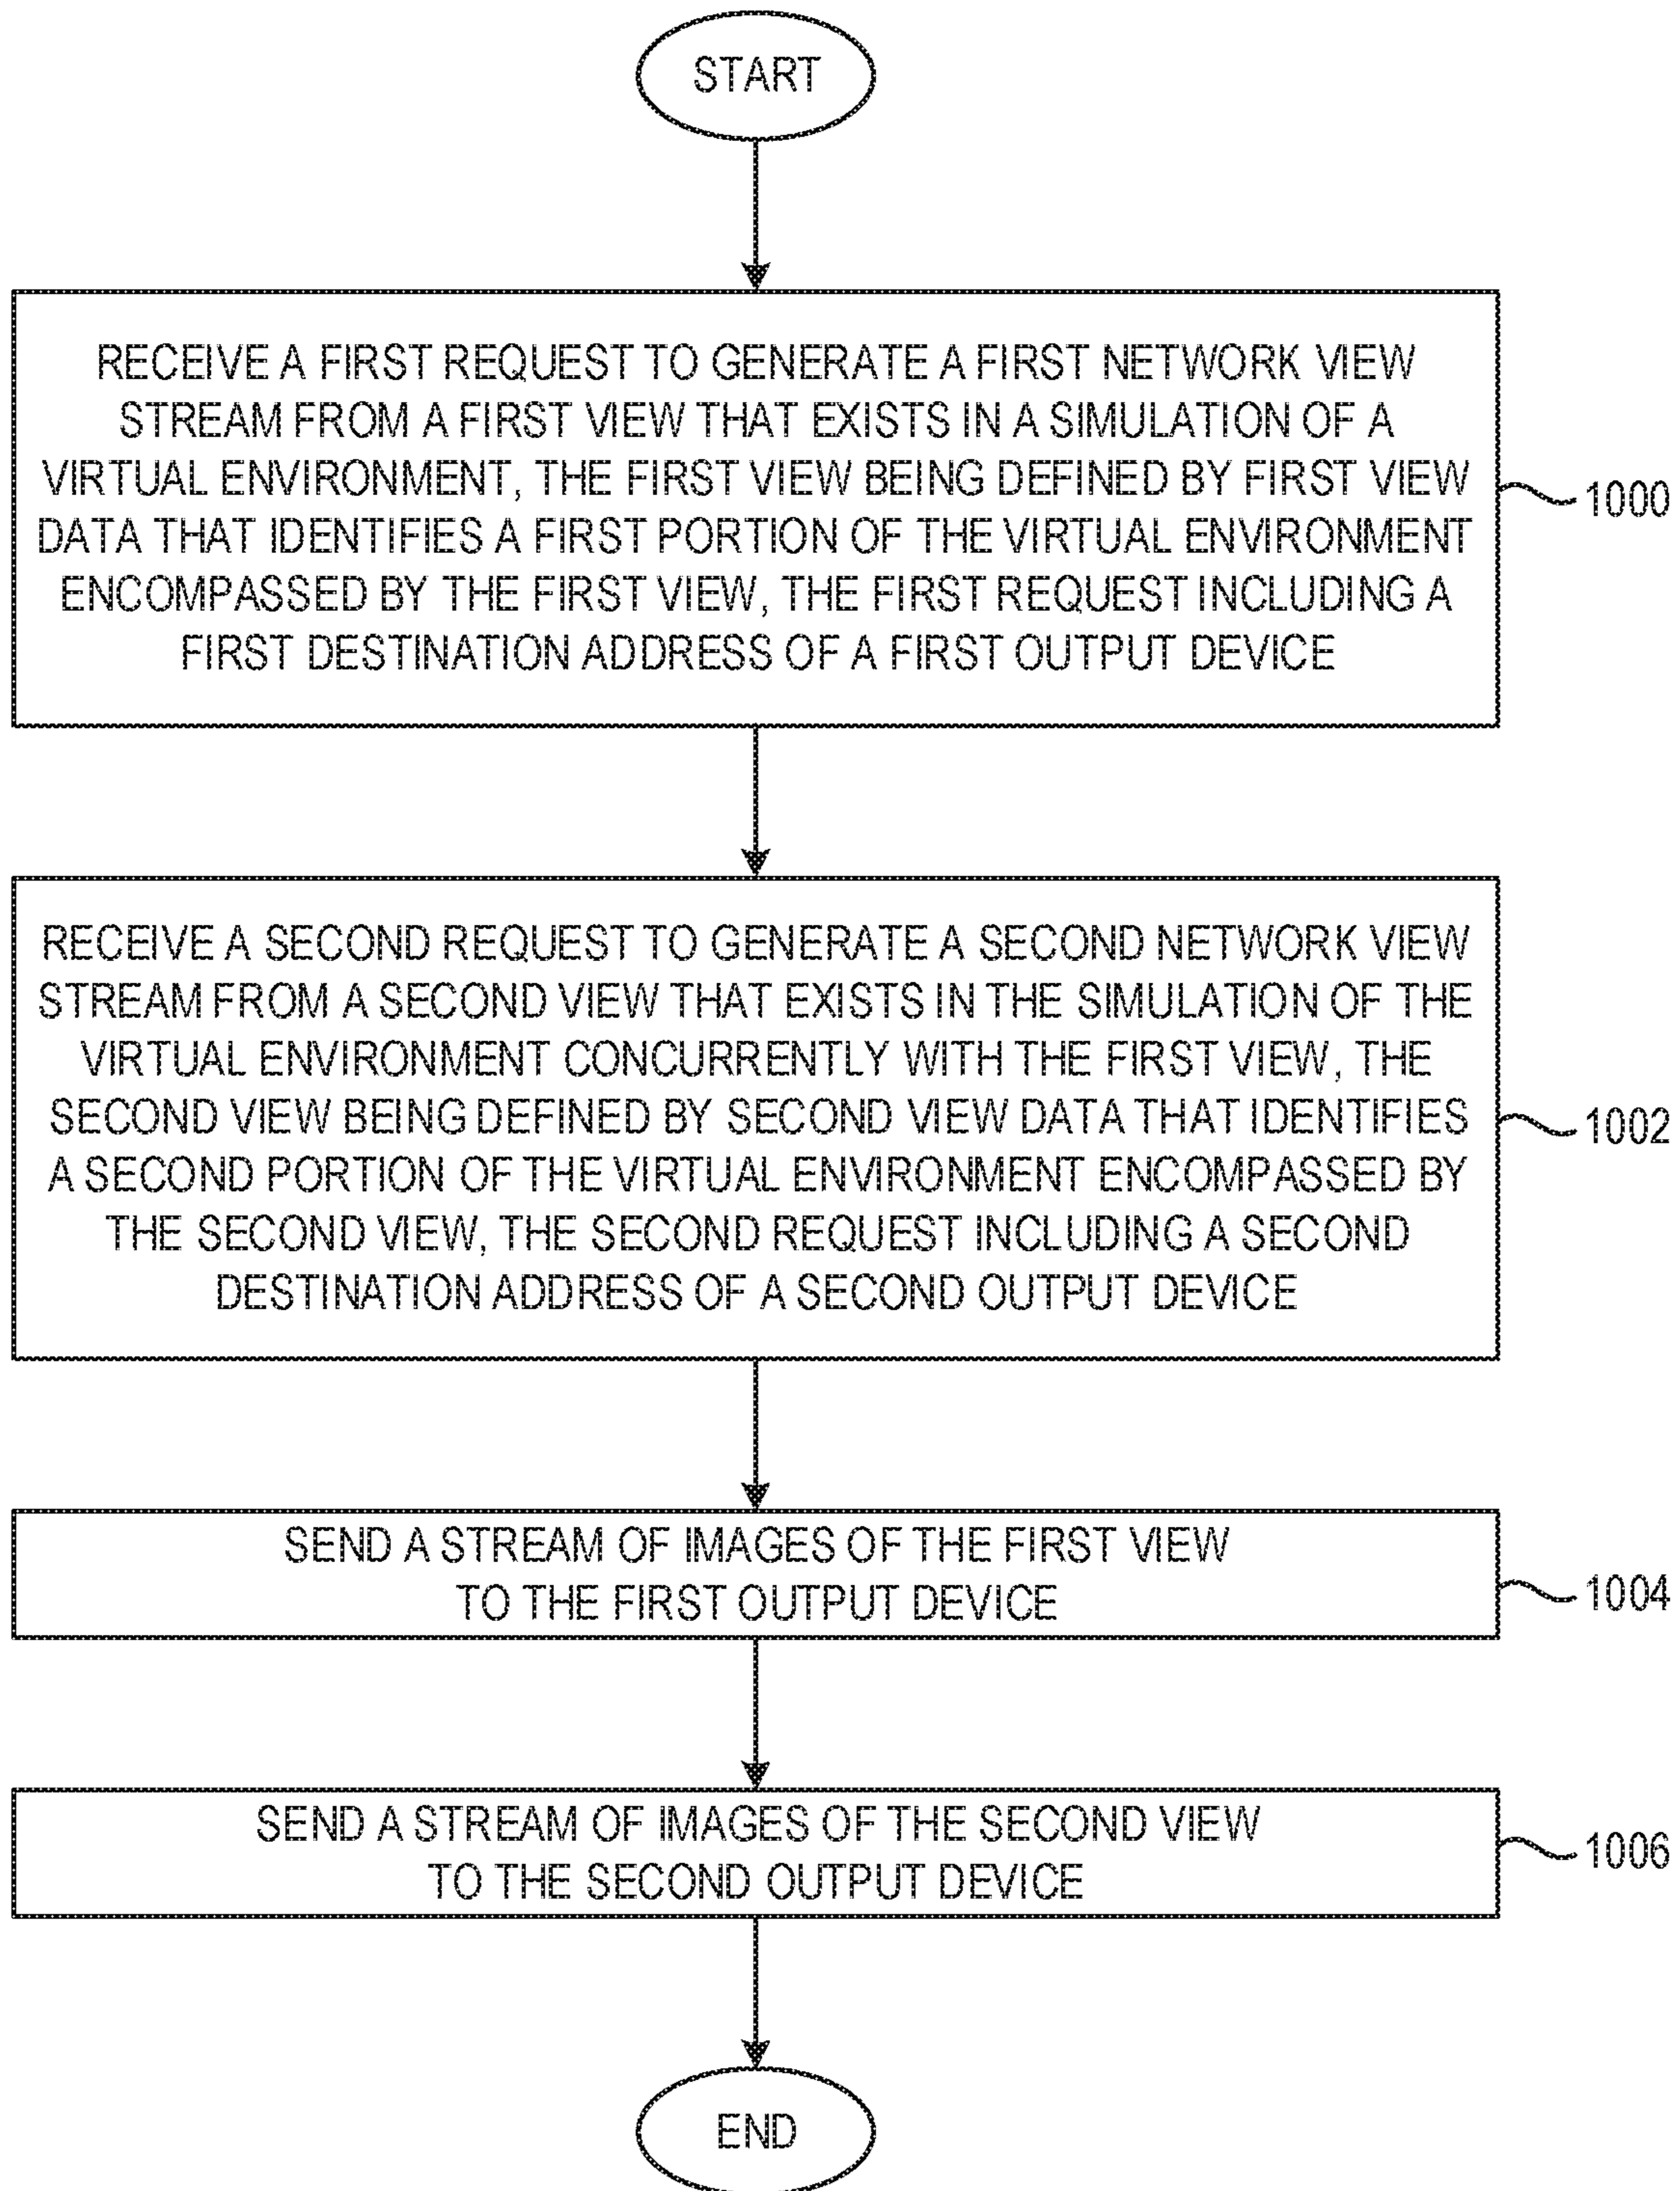 START
RECEIVE A FIRST REQUEST TO GENERATE A FIRST NETWORK VIEW
STREAM FROM A FIRST VIEW THAT EXISTS IN A SIMULATION OF A
VIRTUAL ENVIRONMENT, THE FIRST VIEW BEING DEFINED BY FIRST VIEW
DATA THAT IDENTIFIES A FIRST PORTION OF THE VIRTUAL ENVIRONMENT
ENCOMPASSED BY THE FIRST VIEW, THE FIRST REQUEST INCLUDING A
FIRST DESTINATION ADDRESS OF A FIRST OUTPUT DEVICE
1000
RECEIVE A SECOND REQUEST TO GENERATE A SECOND NETWORK VIEW
STREAM FROM A SECOND VIEW THAT EXISTS IN THE SIMULATION OF THE
VIRTUAL ENVIRONMENT CONCURRENTLY WITH THE FIRST VIEW, THE
SECOND VIEW BEING DEFINED BY SECOND VIEW DATA THAT IDENTIFIES
A SECOND PORTION OF THE VIRTUAL ENVIRONMENT ENCOMPASSED BY
THE SECOND VIEW, THE SECOND REQUEST INCLUDING A SECOND
DESTINATION ADDRESS OF A SECOND OUTPUT DEVICE
1002
SEND A STREAM OF IMAGES OF THE FIRST VIEW
TO THE FIRST OUTPUT DEVICE
1004
SEND A STREAM OF IMAGES OF THE SECOND VIEW
TO THE SECOND OUTPUT DEVICE
1006
END